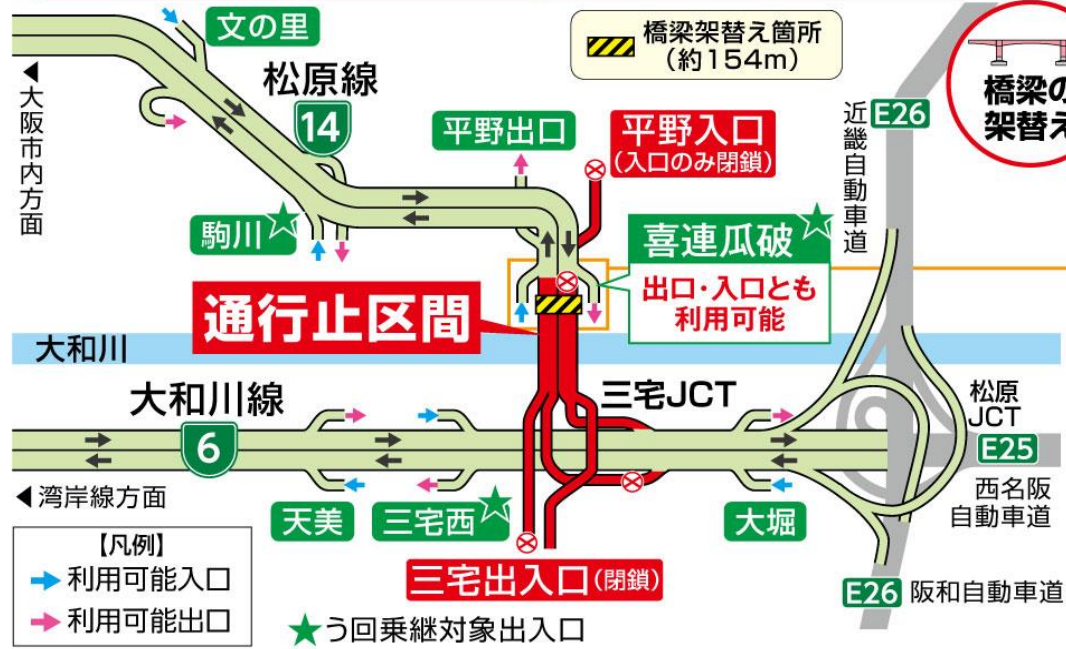 文の里
松原線
14
橋梁架替え箇所
(約154m)
橋梁の
架替え
◀大阪市内方面
駒川
平野出口
平野入口
(入口のみ閉鎖)
近畿自動車道
E26
喜連瓜破
出口・入口とも
利用可能
通行止区間
大和川
大和川線
6
三宅JCT
松原
JCT
E25
西名阪
自動車道
◀湾岸線方面
天美
三宅西
大堀
三宅出入口(閉鎖)
E26 阪和自動車道
【凡例】
利用可能入口
利用可能出口
★う回乗継対象出入口